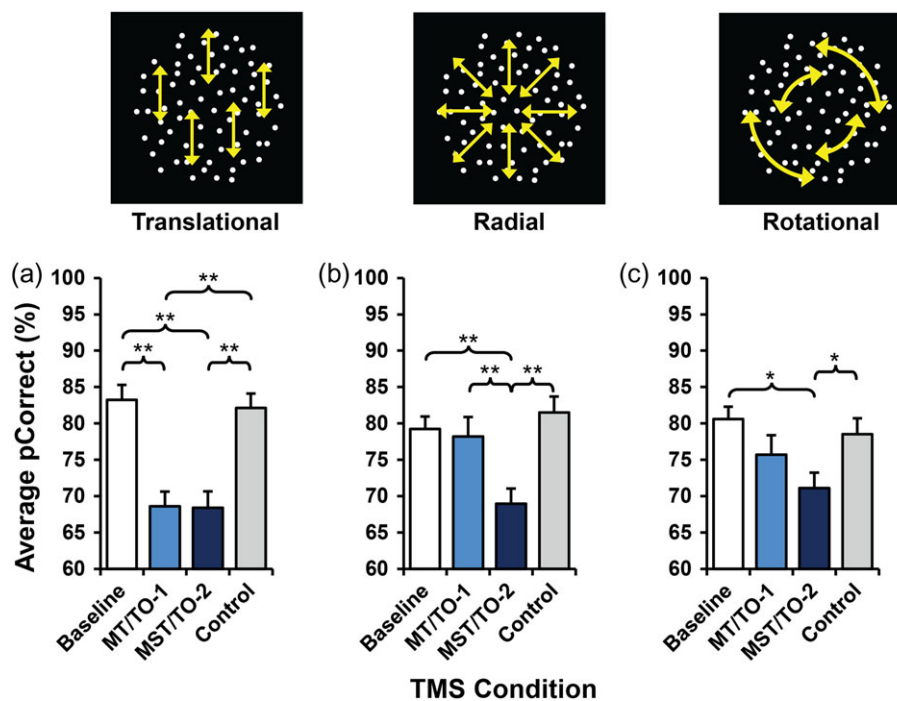 Translational
Radial
Rotational
(a)
(b)
(c)
Average pCorrect (%)
100
95
90
85
80
75
70
65
60
**
**
**
**
**
Baseline
MT/TO-1
MST/TO-2
Control
100
95
90
85
80
75
70
65
60
**
**
**
Baseline
MT/TO-1
MST/TO-2
Control
100
95
90
85
80
75
70
65
60
*
*
Baseline
MT/TO-1
MST/TO-2
Control
TMS Condition